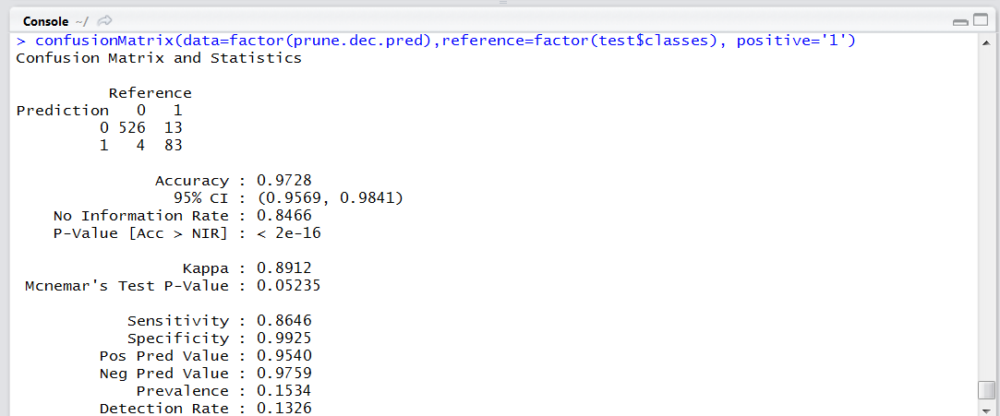 Console ~/
> confusionMatrix(data=factor(prune.dec.pred),reference=factor(test$classes), positive='1')
Confusion Matrix and Statistics
Reference
Prediction 0 1
0 526 13
1 4 83
Accuracy : 0.9728
95% CI : (0.9569, 0.9841)
No Information Rate : 0.8466
P-Value [Acc > NIR] : < 2e-16
Kappa : 0.8912
Mcnemar's Test P-Value : 0.05235
Sensitivity : 0.8646
Specificity : 0.9925
Pos Pred Value : 0.9540
Neg Pred Value : 0.9759
Prevalence : 0.1534
Detection Rate : 0.1326